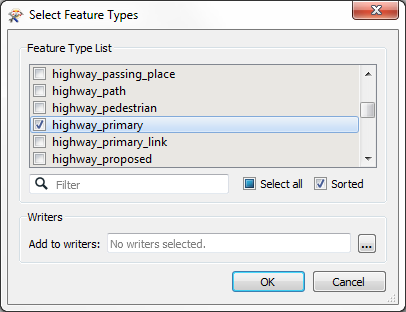 Select Feature Types
Feature Type List
highway_passing_place
highway_path
highway_pedestrian
highway_primary
highway_primary_link
highway_proposed
Filter
Select all
Sorted
Writers
Add to writers: No writers selected. ...
OK Cancel